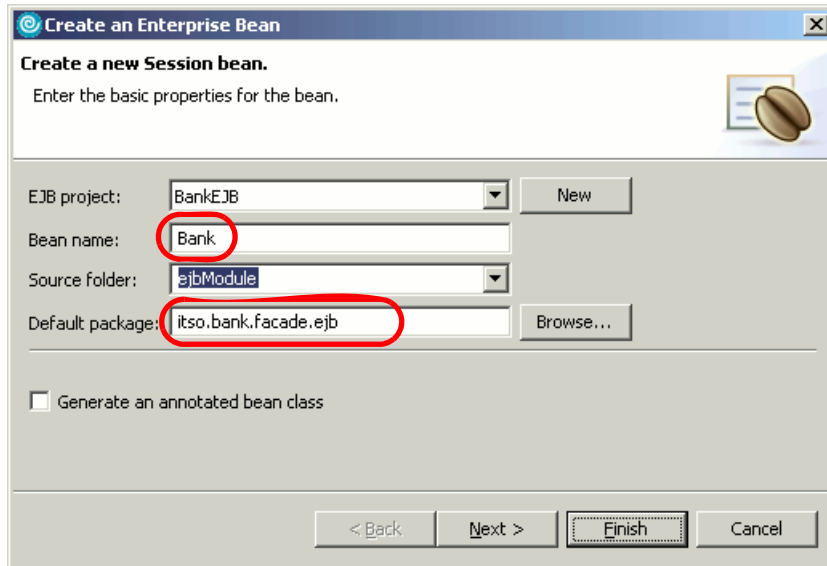 Create an Enterprise Bean
Create a new Session bean.
Enter the basic properties for the bean.
EJB project: BankEJB New
Bean name: Bank
Source folder: ejbModule
Default package: itso.bank.facade.ejb Browse...
Generate an annotated bean class
< Back Next > Finish Cancel